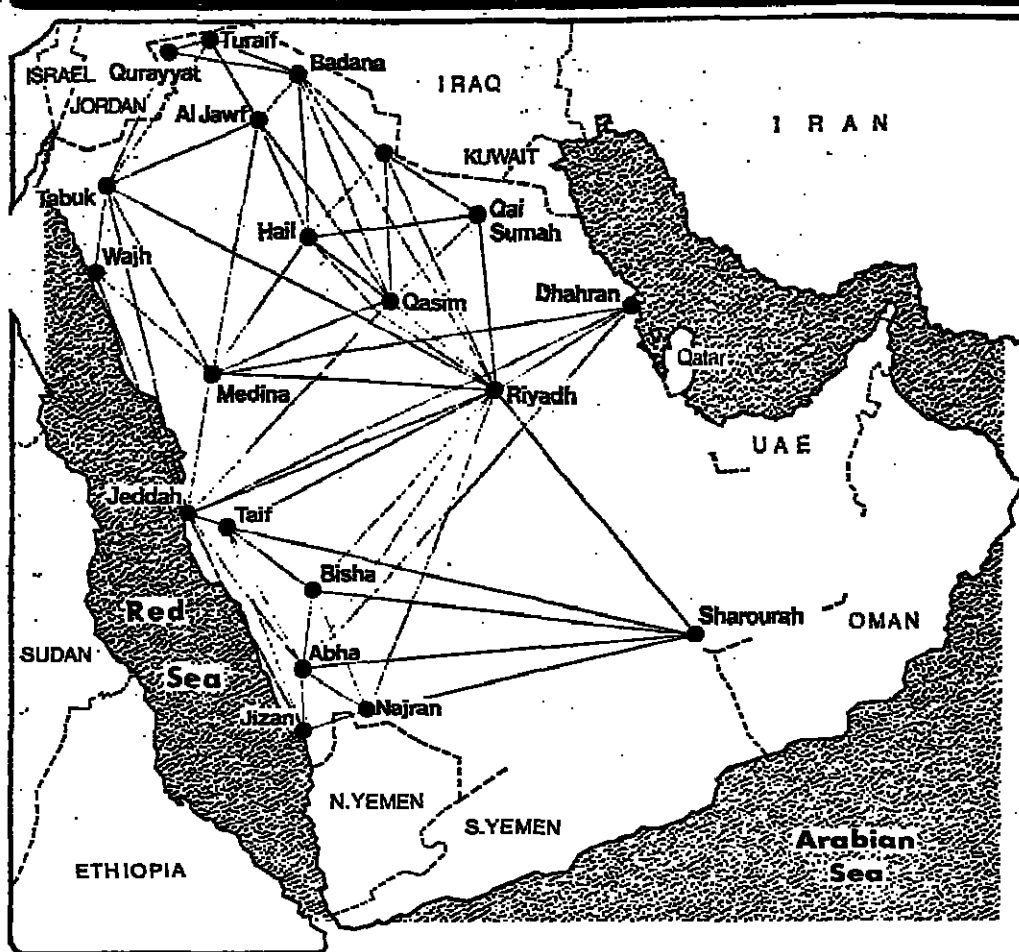 Turaif
Badana
ISRAEL
Qurayyat
IRAQ
JORDAN
Al Jawf
IRAN
KUWAIT
Tabuk
Qai
Sumah
Hail
Wajh
Dhahran
Qasim
Qatar
Medina
Riyadh
UAE
Jeddah
Taif
Bisha
Red
Sea
Sharourah
OMAN
SUDAN
Abha
Jizan
Najran
N.YEMEN
S.YEMEN
Arabian
Sea
ETHIOPIA